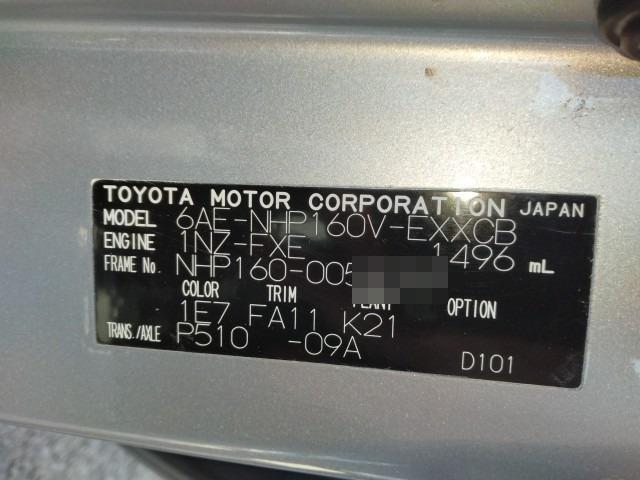 TOYOTA MOTOR CORPORATION JAPAN
MODEL 6AE-NHP160V-EXXCB
ENGINE 1NZ-FXE 1496 mL
FRAME No. NHP160-005
COLOR TRIM PLANT OPTION
1E7 FA11 K21
TRANS./AXLE P510 -09A
D101